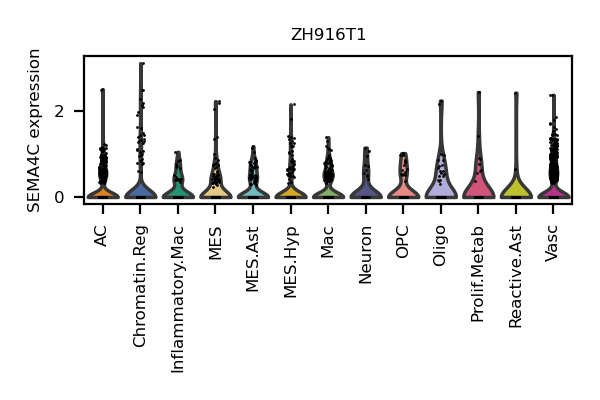 ZH916T1
SEMA4C expression
2
0
AC
Chromatin.Reg
Inflammatory.Mac
MES
MES.Ast
MES.Hyp
Mac
Neuron
OPC
Oligo
Prolif.Metab
Reactive.Ast
Vasc